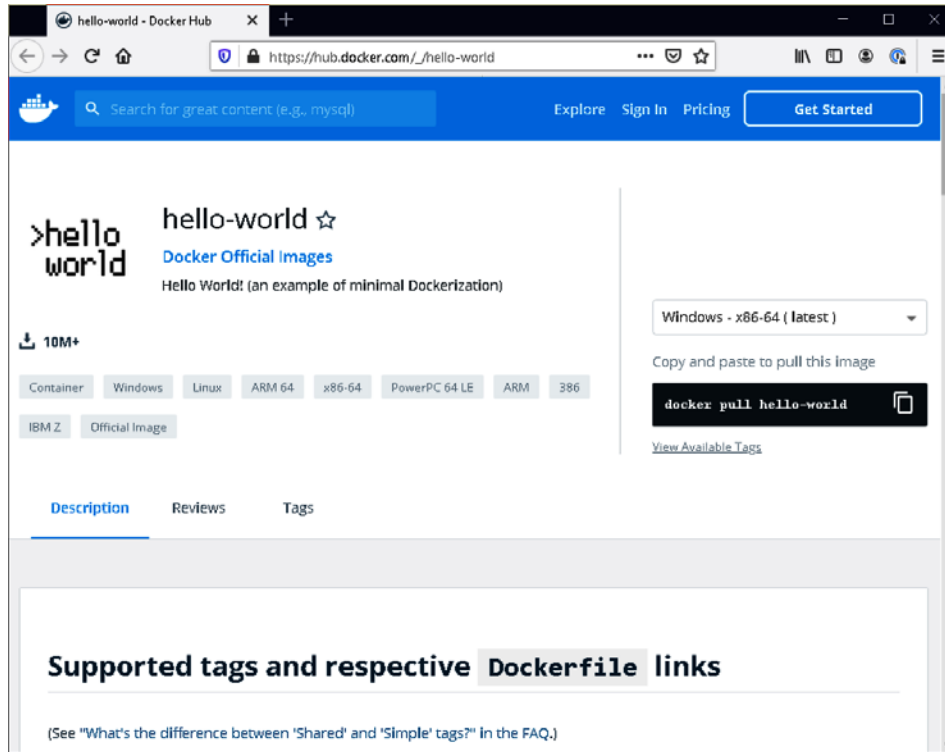 hello-world - Docker Hub
https://hub.docker.com/_/hello-world
Search for great content (e.g., mysql)
Explore Sign In Pricing Get Started
>hello
world
hello-world
Docker Official Images
Hello World! (an example of minimal Dockerization)
10M+
Container Windows Linux ARM 64 x86-64 PowerPC 64 LE ARM 386
IBM Z Official Image
Windows - x86-64 ( latest )
Copy and paste to pull this image
docker pull hello-world
View Available Tags
Description Reviews Tags
Supported tags and respective Dockerfile links
(See "What's the difference between 'Shared' and 'Simple' tags?" in the FAQ.)